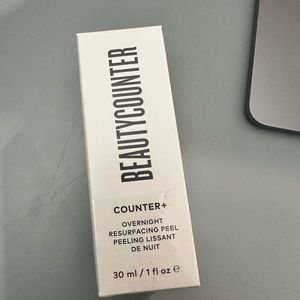 BEAUTYCOUNTER
COUNTER+
OVERNIGHT
RESURFACING PEEL
PEELING LISSANT
DE NUIT
30 ml / 1 fl oz ℮